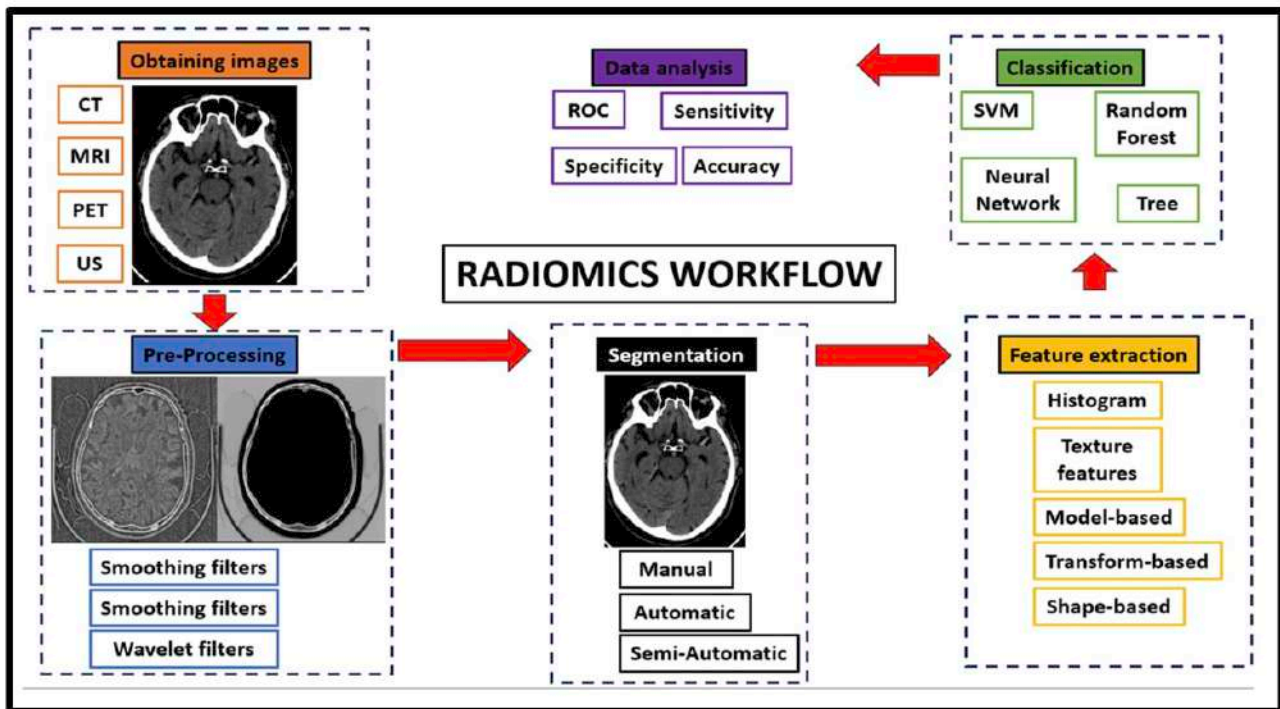 Obtaining images
CT
MRI
PET
US
Data analysis
ROC
Sensitivity
Specificity
Accuracy
Classification
SVM
Random
Forest
Neural
Network
Tree
RADIOMICS WORKFLOW
Pre-Processing
Smoothing filters
Smoothing filters
Wavelet filters
Segmentation
Manual
Automatic
Semi-Automatic
Feature extraction
Histogram
Texture
features
Model-based
Transform-based
Shape-based